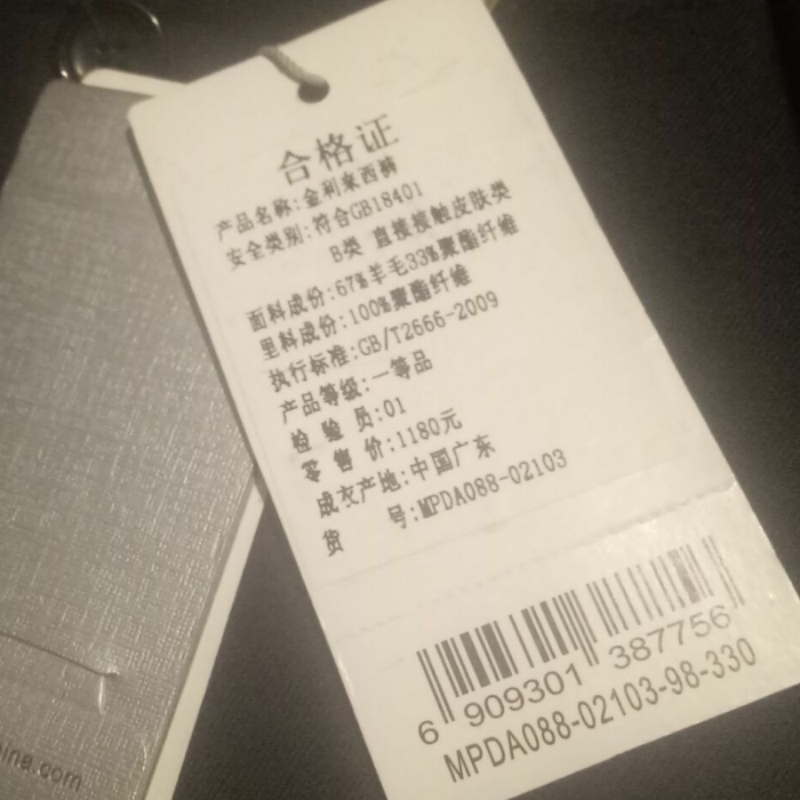 合格证
产品名称:金利来西裤
安全类别:符合GB18401
B类 直接接触皮肤类
面料成份:67%羊毛33%聚酯纤维
里料成份:100%聚酯纤维
执行标准:GB/T2666-2009
产品等级:一等品
检 验 员:01
零 售 价:1180元
成衣产地:中国广东
货 号:MPDA088-02103
6 909301 387756
MPDA088-02103-98-330
ina.com